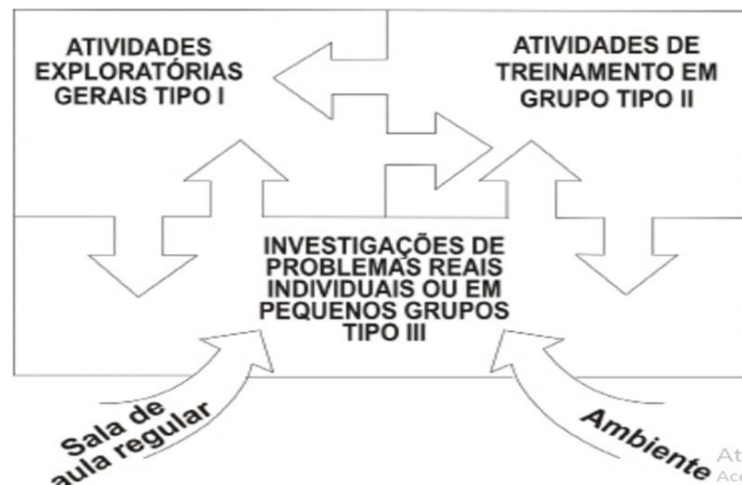 ATIVIDADES
EXPLORATÓRIAS
GERAIS TIPO I
ATIVIDADES DE
TREINAMENTO EM
GRUPO TIPO II
INVESTIGAÇÕES DE
PROBLEMAS REAIS
INDIVIDUAIS OU EM
PEQUENOS GRUPOS
TIPO III
Sala de
aula regular
Ambiente